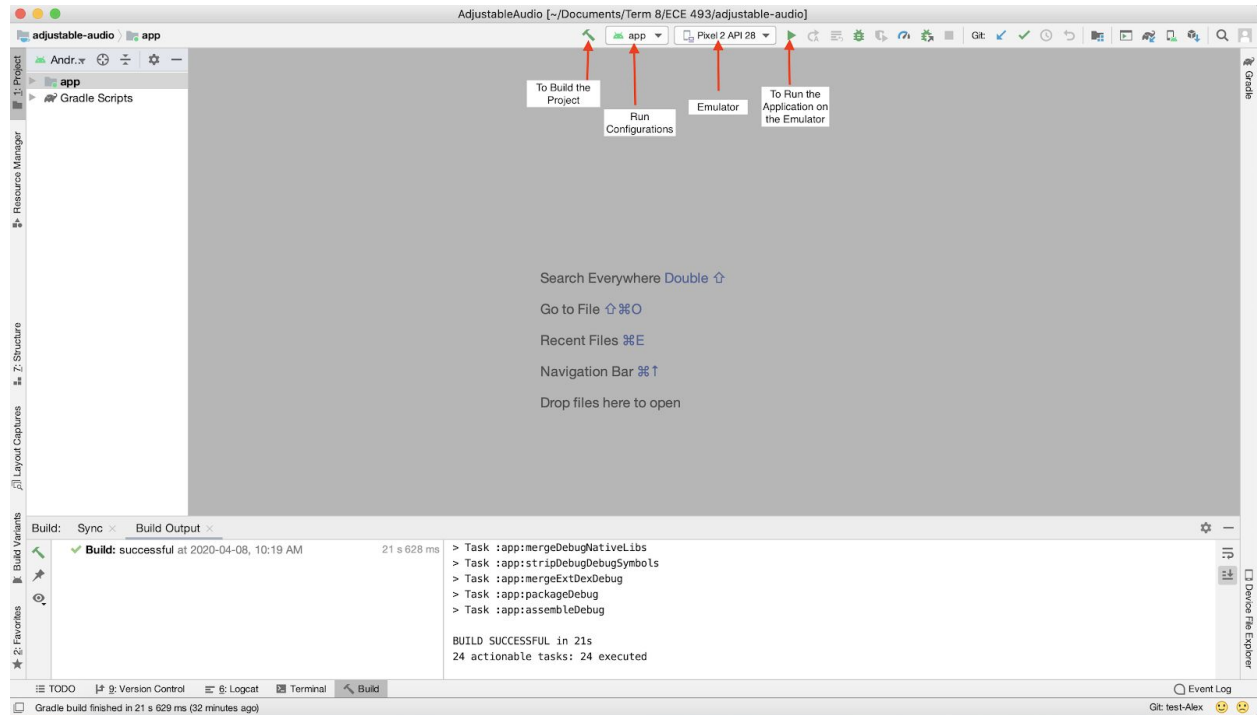 AdjustableAudio [~/Documents/Term 8/ECE 493/adjustable-audio]
adjustable-audio app
app
Pixel 2 API 28
Git:
1: Project
Resource Manager
7: Structure
Layout Captures
Build Variants
2: Favorites
Andr..
app
Gradle Scripts
To Build the
Project
Run
Configurations
Emulator
To Run the
Application on
the Emulator
Gradle
Device File Explorer
Search Everywhere Double ⇧
Go to File ⇧⌘O
Recent Files ⌘E
Navigation Bar ⌘↑
Drop files here to open
Build: Sync Build Output
Build: successful at 2020-04-08, 10:19 AM 21 s 628 ms
> Task :app:mergeDebugNativeLibs
> Task :app:stripDebugDebugSymbols
> Task :app:mergeExtDexDebug
> Task :app:packageDebug
> Task :app:assembleDebug
BUILD SUCCESSFUL in 21s
24 actionable tasks: 24 executed
TODO 9: Version Control 6: Logcat Terminal Build Event Log
Gradle build finished in 21 s 629 ms (32 minutes ago) Git: test-Alex